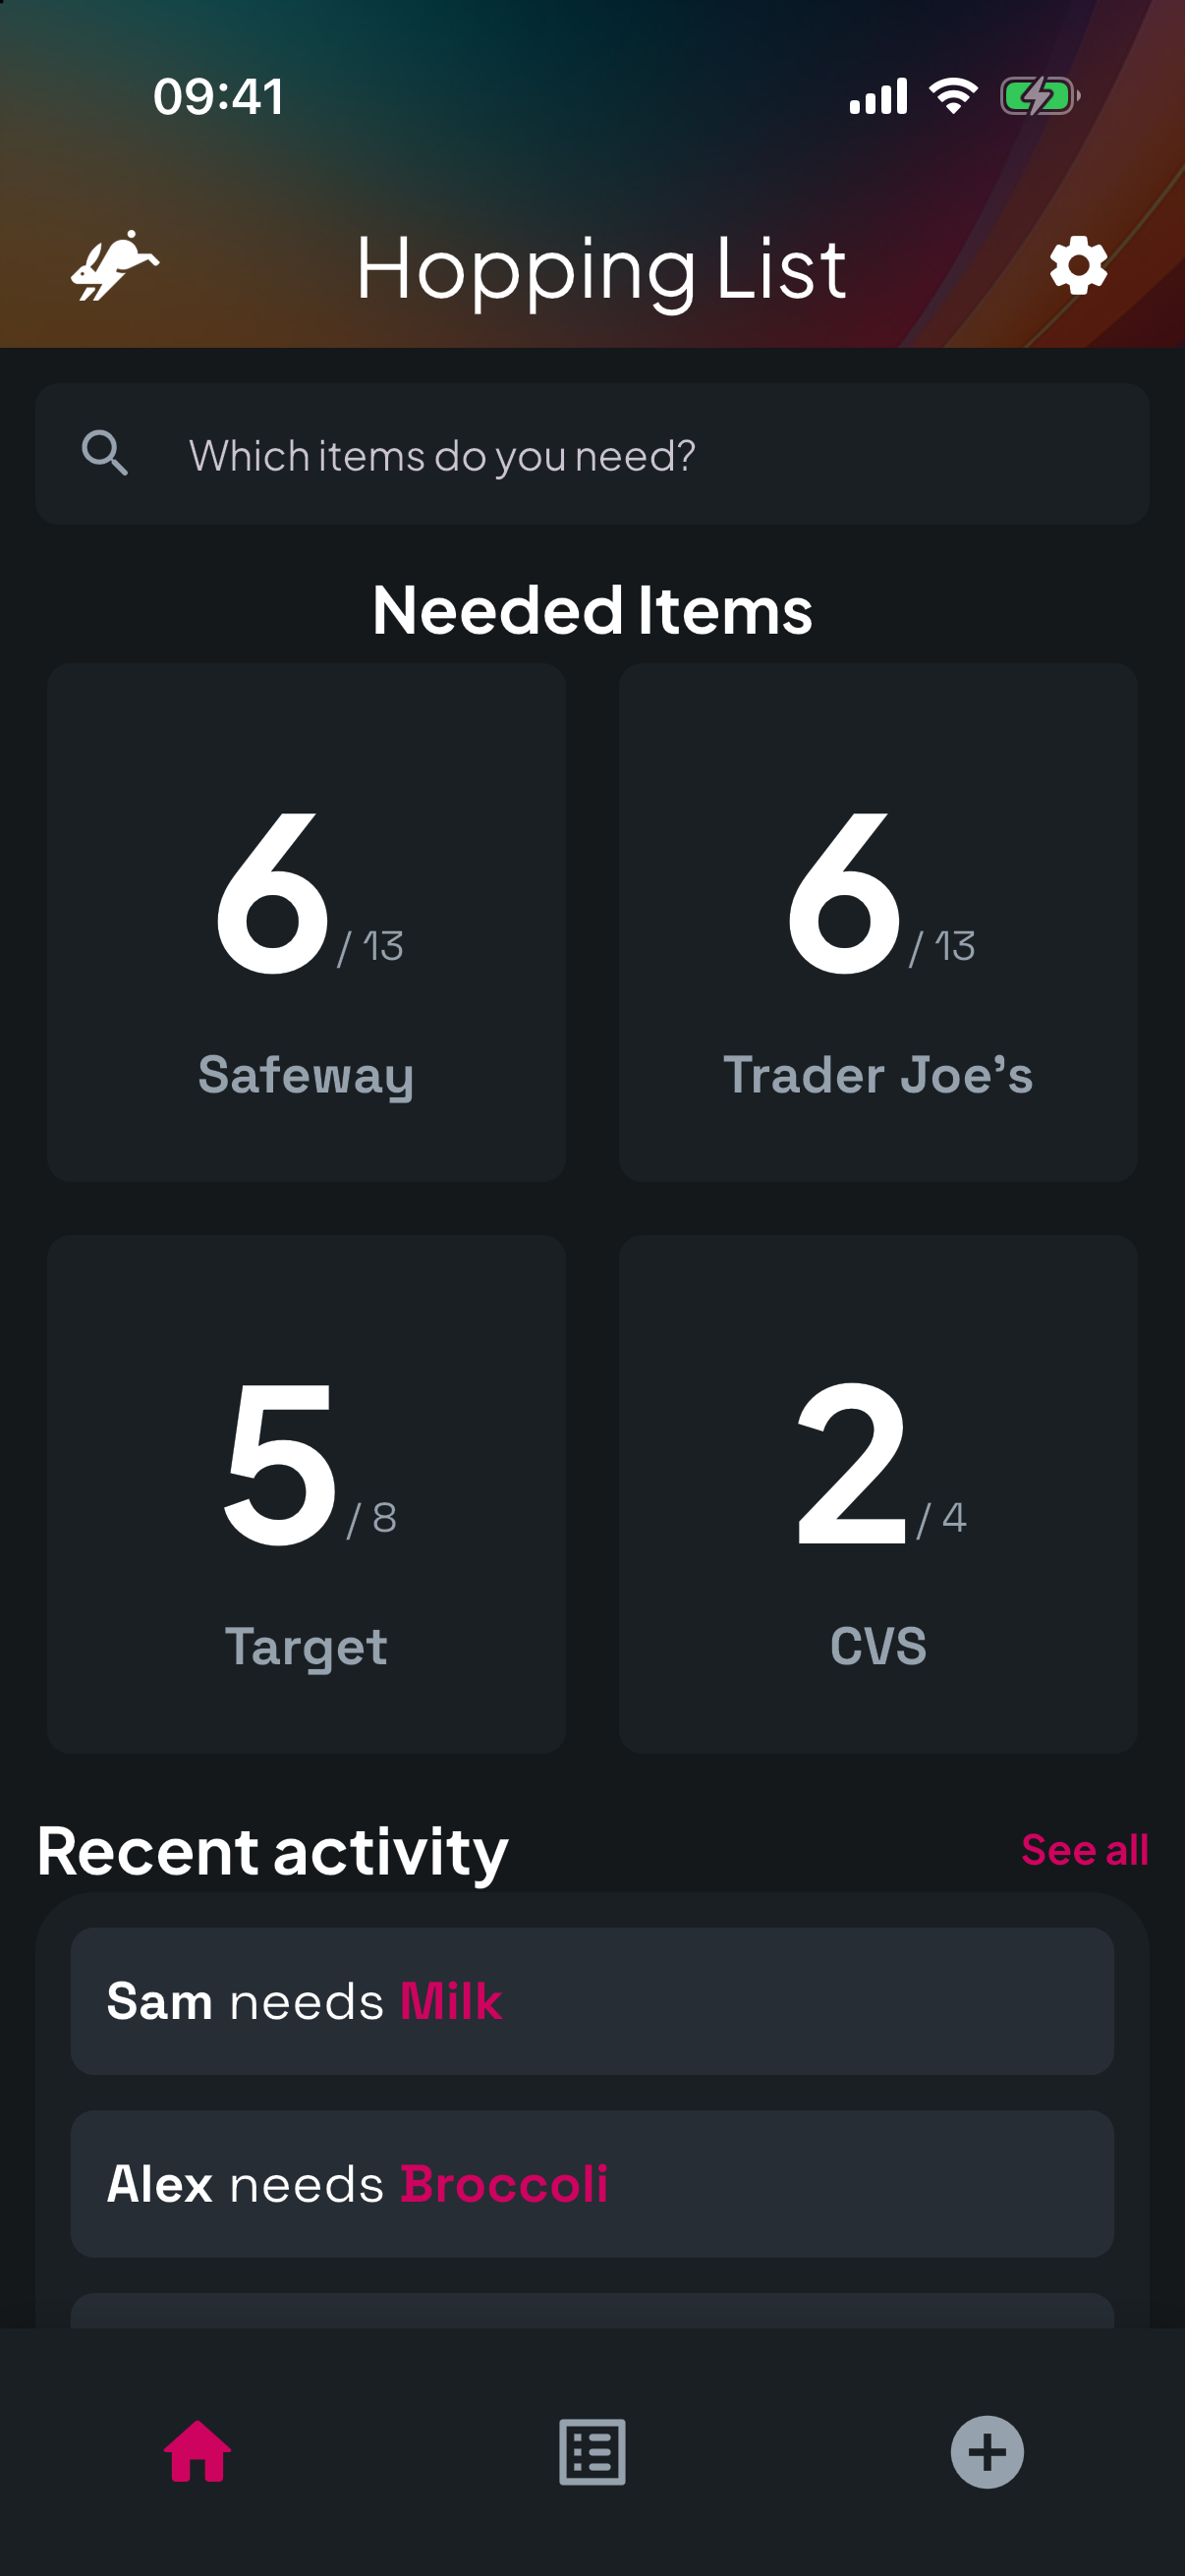 09:41
Hopping List
Which items do you need?
Needed Items
6 / 13
Safeway
6 / 13
Trader Joe's
5 / 8
Target
2 / 4
CVS
Recent activity
See all
Sam needs Milk
Alex needs Broccoli